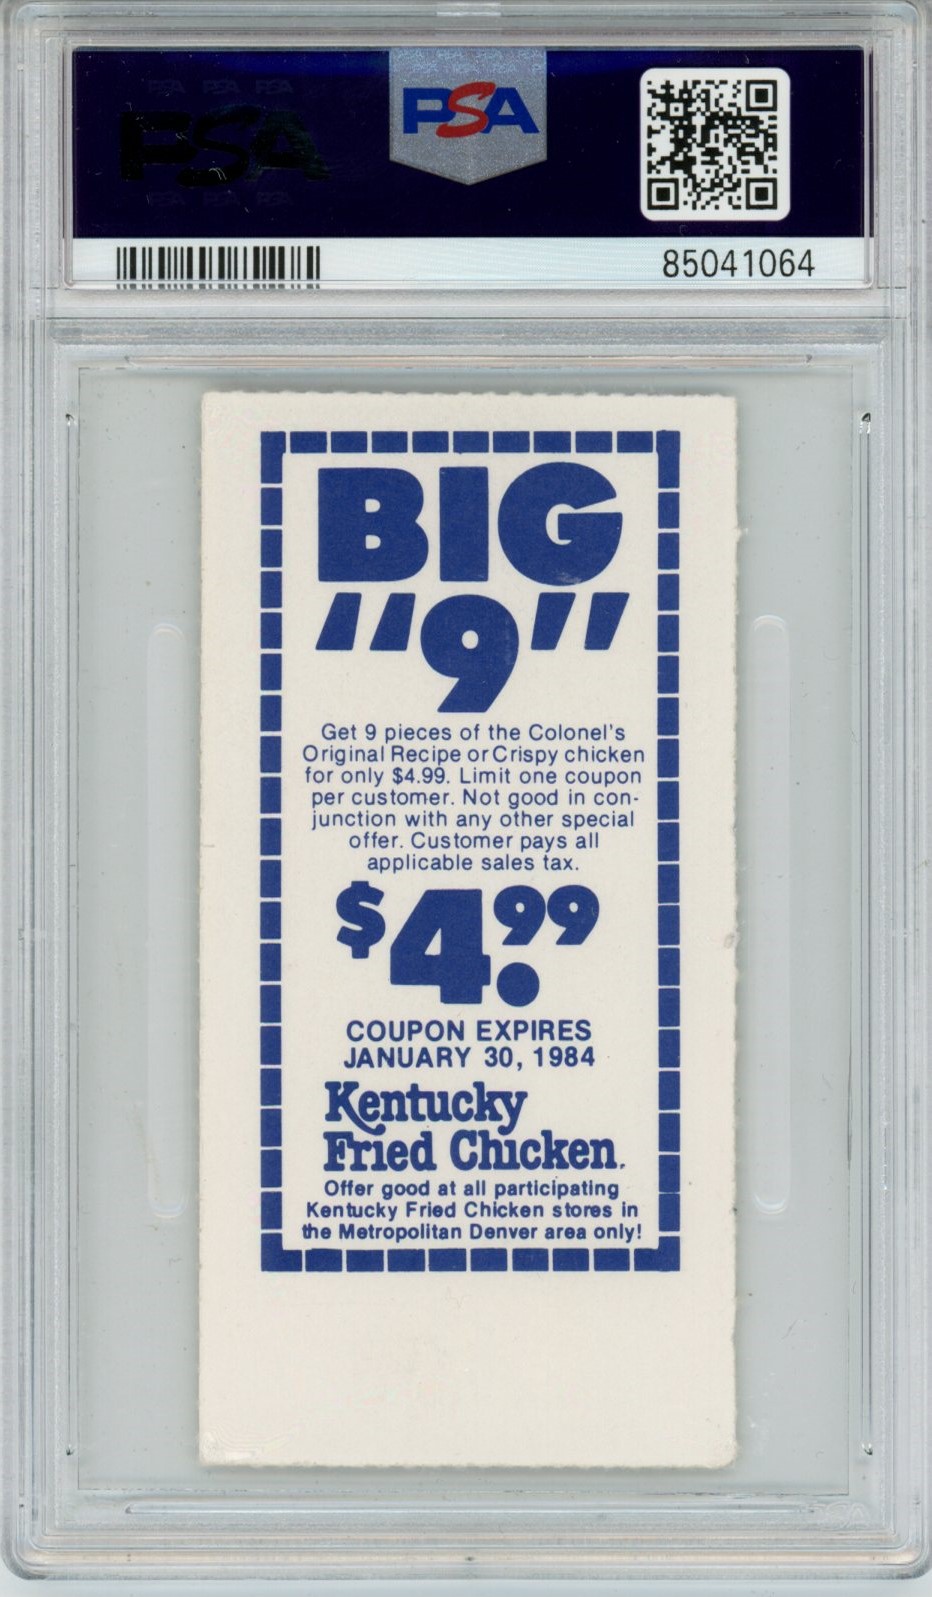 PSA
85041064
BIG
"9"
Get 9 pieces of the Colonel's
Original Recipe or Crispy chicken
for only $4.99. Limit one coupon
per customer. Not good in con-
junction with any other special
offer. Customer pays all
applicable sales tax.
$4.99
COUPON EXPIRES
JANUARY 30, 1984
Kentucky
Fried Chicken.
Offer good at all participating
Kentucky Fried Chicken stores in
the Metropolitan Denver area only!